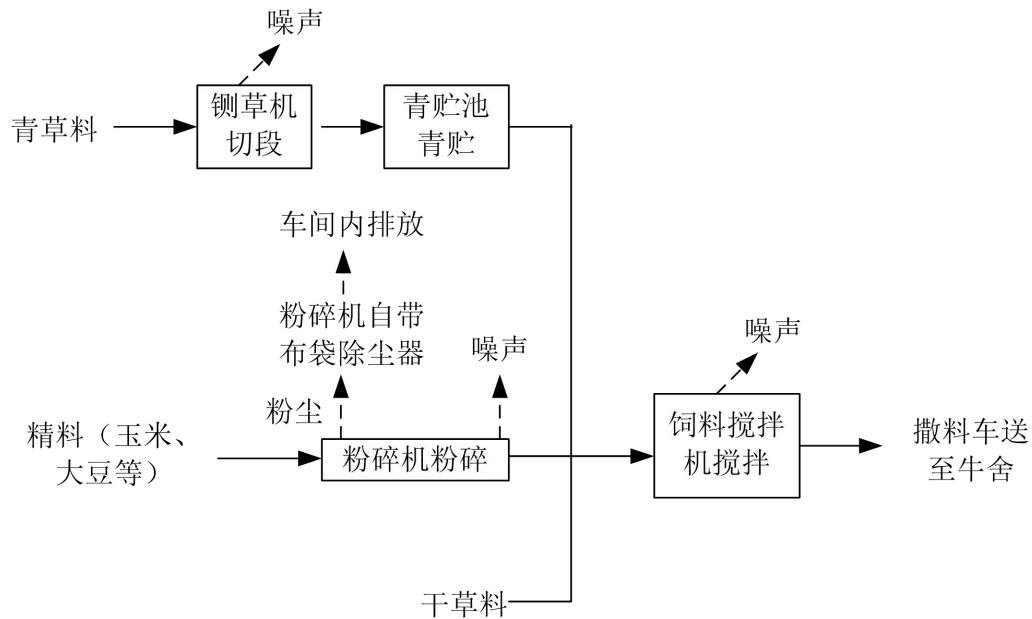 噪声
青草料
铡草机
切段
青贮池
青贮
车间内排放
粉碎机自带
布袋除尘器
噪声
粉尘
噪声
精料（玉米、
大豆等）
粉碎机粉碎
饲料搅拌
机搅拌
撒料车送
至牛舍
干草料